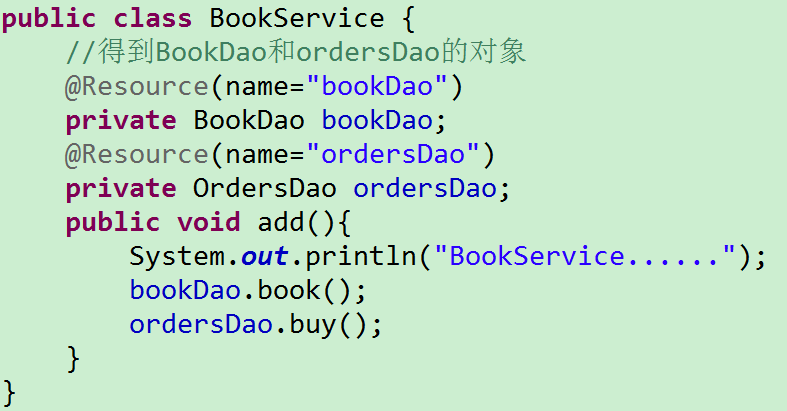 public class BookService {
//得到BookDao和ordersDao的对象
@Resource(name="bookDao")
private BookDao bookDao;
@Resource(name="ordersDao")
private OrdersDao ordersDao;
public void add(){
System.out.println("BookService......");
bookDao.book();
ordersDao.buy();
}
}